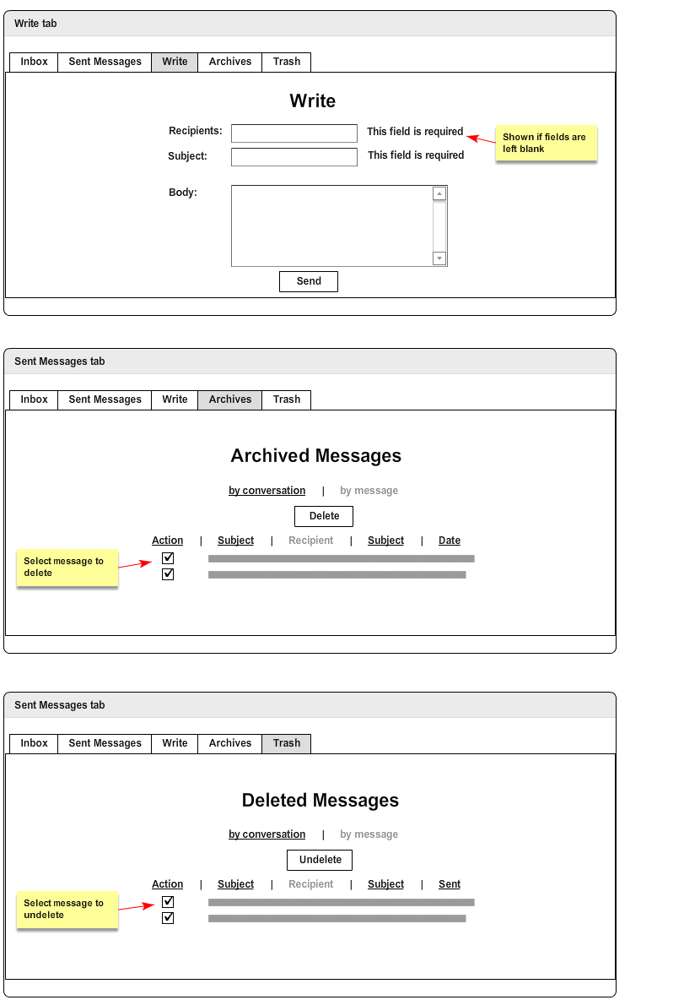 Write tab
Inbox Sent Messages Write Archives Trash
Write
Recipients: This field is required
Shown if fields are
left blank
Subject: This field is required
Body:
Send
Sent Messages tab
Inbox Sent Messages Write Archives Trash
Archived Messages
by conversation | by message
Delete
Action | Subject | Recipient | Subject | Date
Select message to
delete
Sent Messages tab
Inbox Sent Messages Write Archives Trash
Deleted Messages
by conversation | by message
Undelete
Action | Subject | Recipient | Subject | Sent
Select message to
undelete